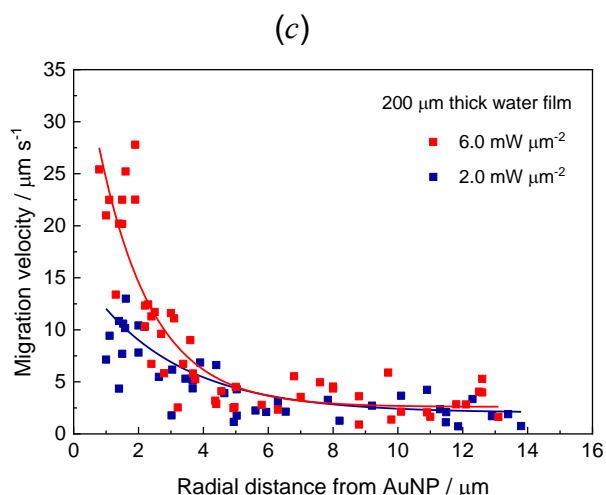 (c)
35
30
25
20
15
10
5
0
0 2 4 6 8 10 12 14 16
Migration velocity / μm s⁻¹
Radial distance from AuNP / μm
200 μm thick water film
6.0 mW μm⁻²
2.0 mW μm⁻²